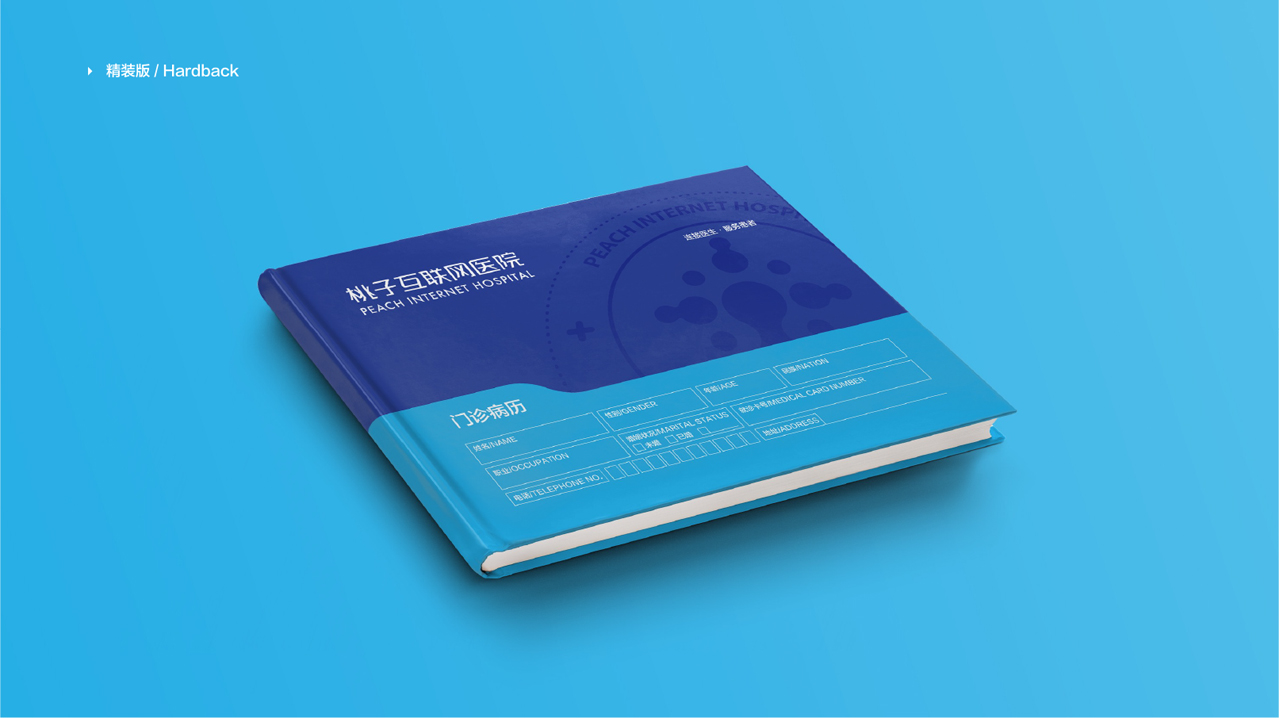 精装版 / Hardback
PEACH INTERNET HOSP
连接医生·服务患者
桃子互联网医院
PEACH INTERNET HOSPITAL
门诊病历
姓名/NAME
性别/GENDER
年龄/AGE
民族/NATION
职业/OCCUPATION
婚姻状况/MARITAL STATUS
未婚 已婚
就诊卡号/MEDICAL CARD NUMBER
电话/TELEPHONE NO.
地址/ADDRESS